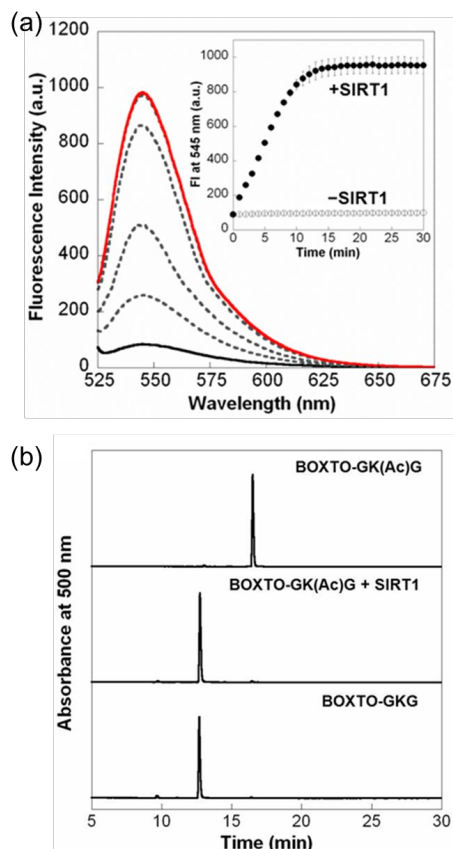 (a)
1200
1000
800
600
400
200
0
Fluorescence Intensity (a.u.)
525 550 575 600 625 650 675
Wavelength (nm)
1000
800
600
400
200
0
FI at 545 nm (a.u.)
+SIRT1
−SIRT1
0 5 10 15 20 25 30
Time (min)
(b)
Absorbance at 500 nm
BOXTO-GK(Ac)G
BOXTO-GK(Ac)G + SIRT1
BOXTO-GKG
5 10 15 20 25 30
Time (min)